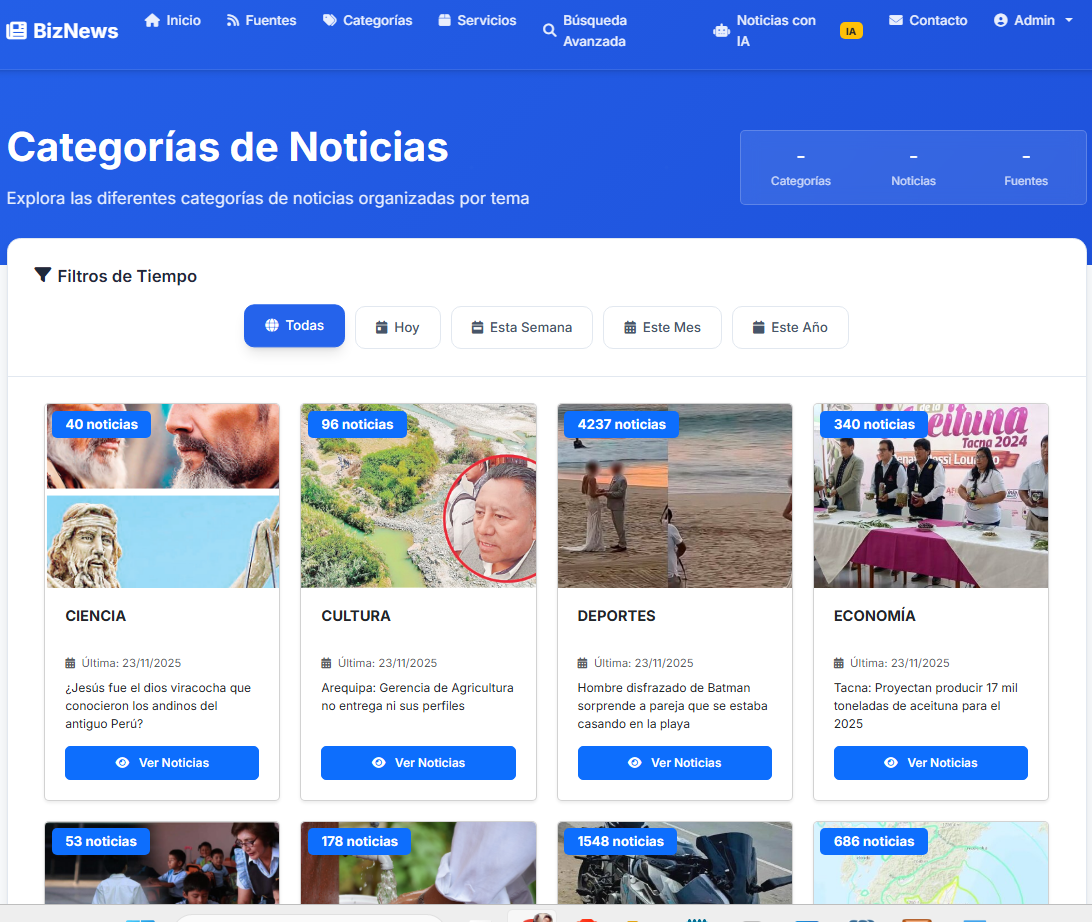 BizNews
Inicio
Fuentes
Categorías
Servicios
Búsqueda
Avanzada
Noticias con
IA
IA
Contacto
Admin
Categorías de Noticias
Explora las diferentes categorías de noticias organizadas por tema
-
Categorías
-
Noticias
-
Fuentes
Filtros de Tiempo
Todas
Hoy
Esta Semana
Este Mes
Este Año
40 noticias
CIENCIA
Última: 23/11/2025
¿Jesús fue el dios viracocha que
conocieron los andinos del
antiguo Perú?
Ver Noticias
96 noticias
CULTURA
Última: 23/11/2025
Arequipa: Gerencia de Agricultura
no entrega ni sus perfiles
Ver Noticias
4237 noticias
DEPORTES
Última: 23/11/2025
Hombre disfrazado de Batman
sorprende a pareja que se estaba
casando en la playa
Ver Noticias
340 noticias
de la
Aceituna
Tacna 2024
ECONOMÍA
Última: 23/11/2025
Tacna: Proyectan producir 17 mil
toneladas de aceituna para el
2025
Ver Noticias
53 noticias
178 noticias
1548 noticias
686 noticias